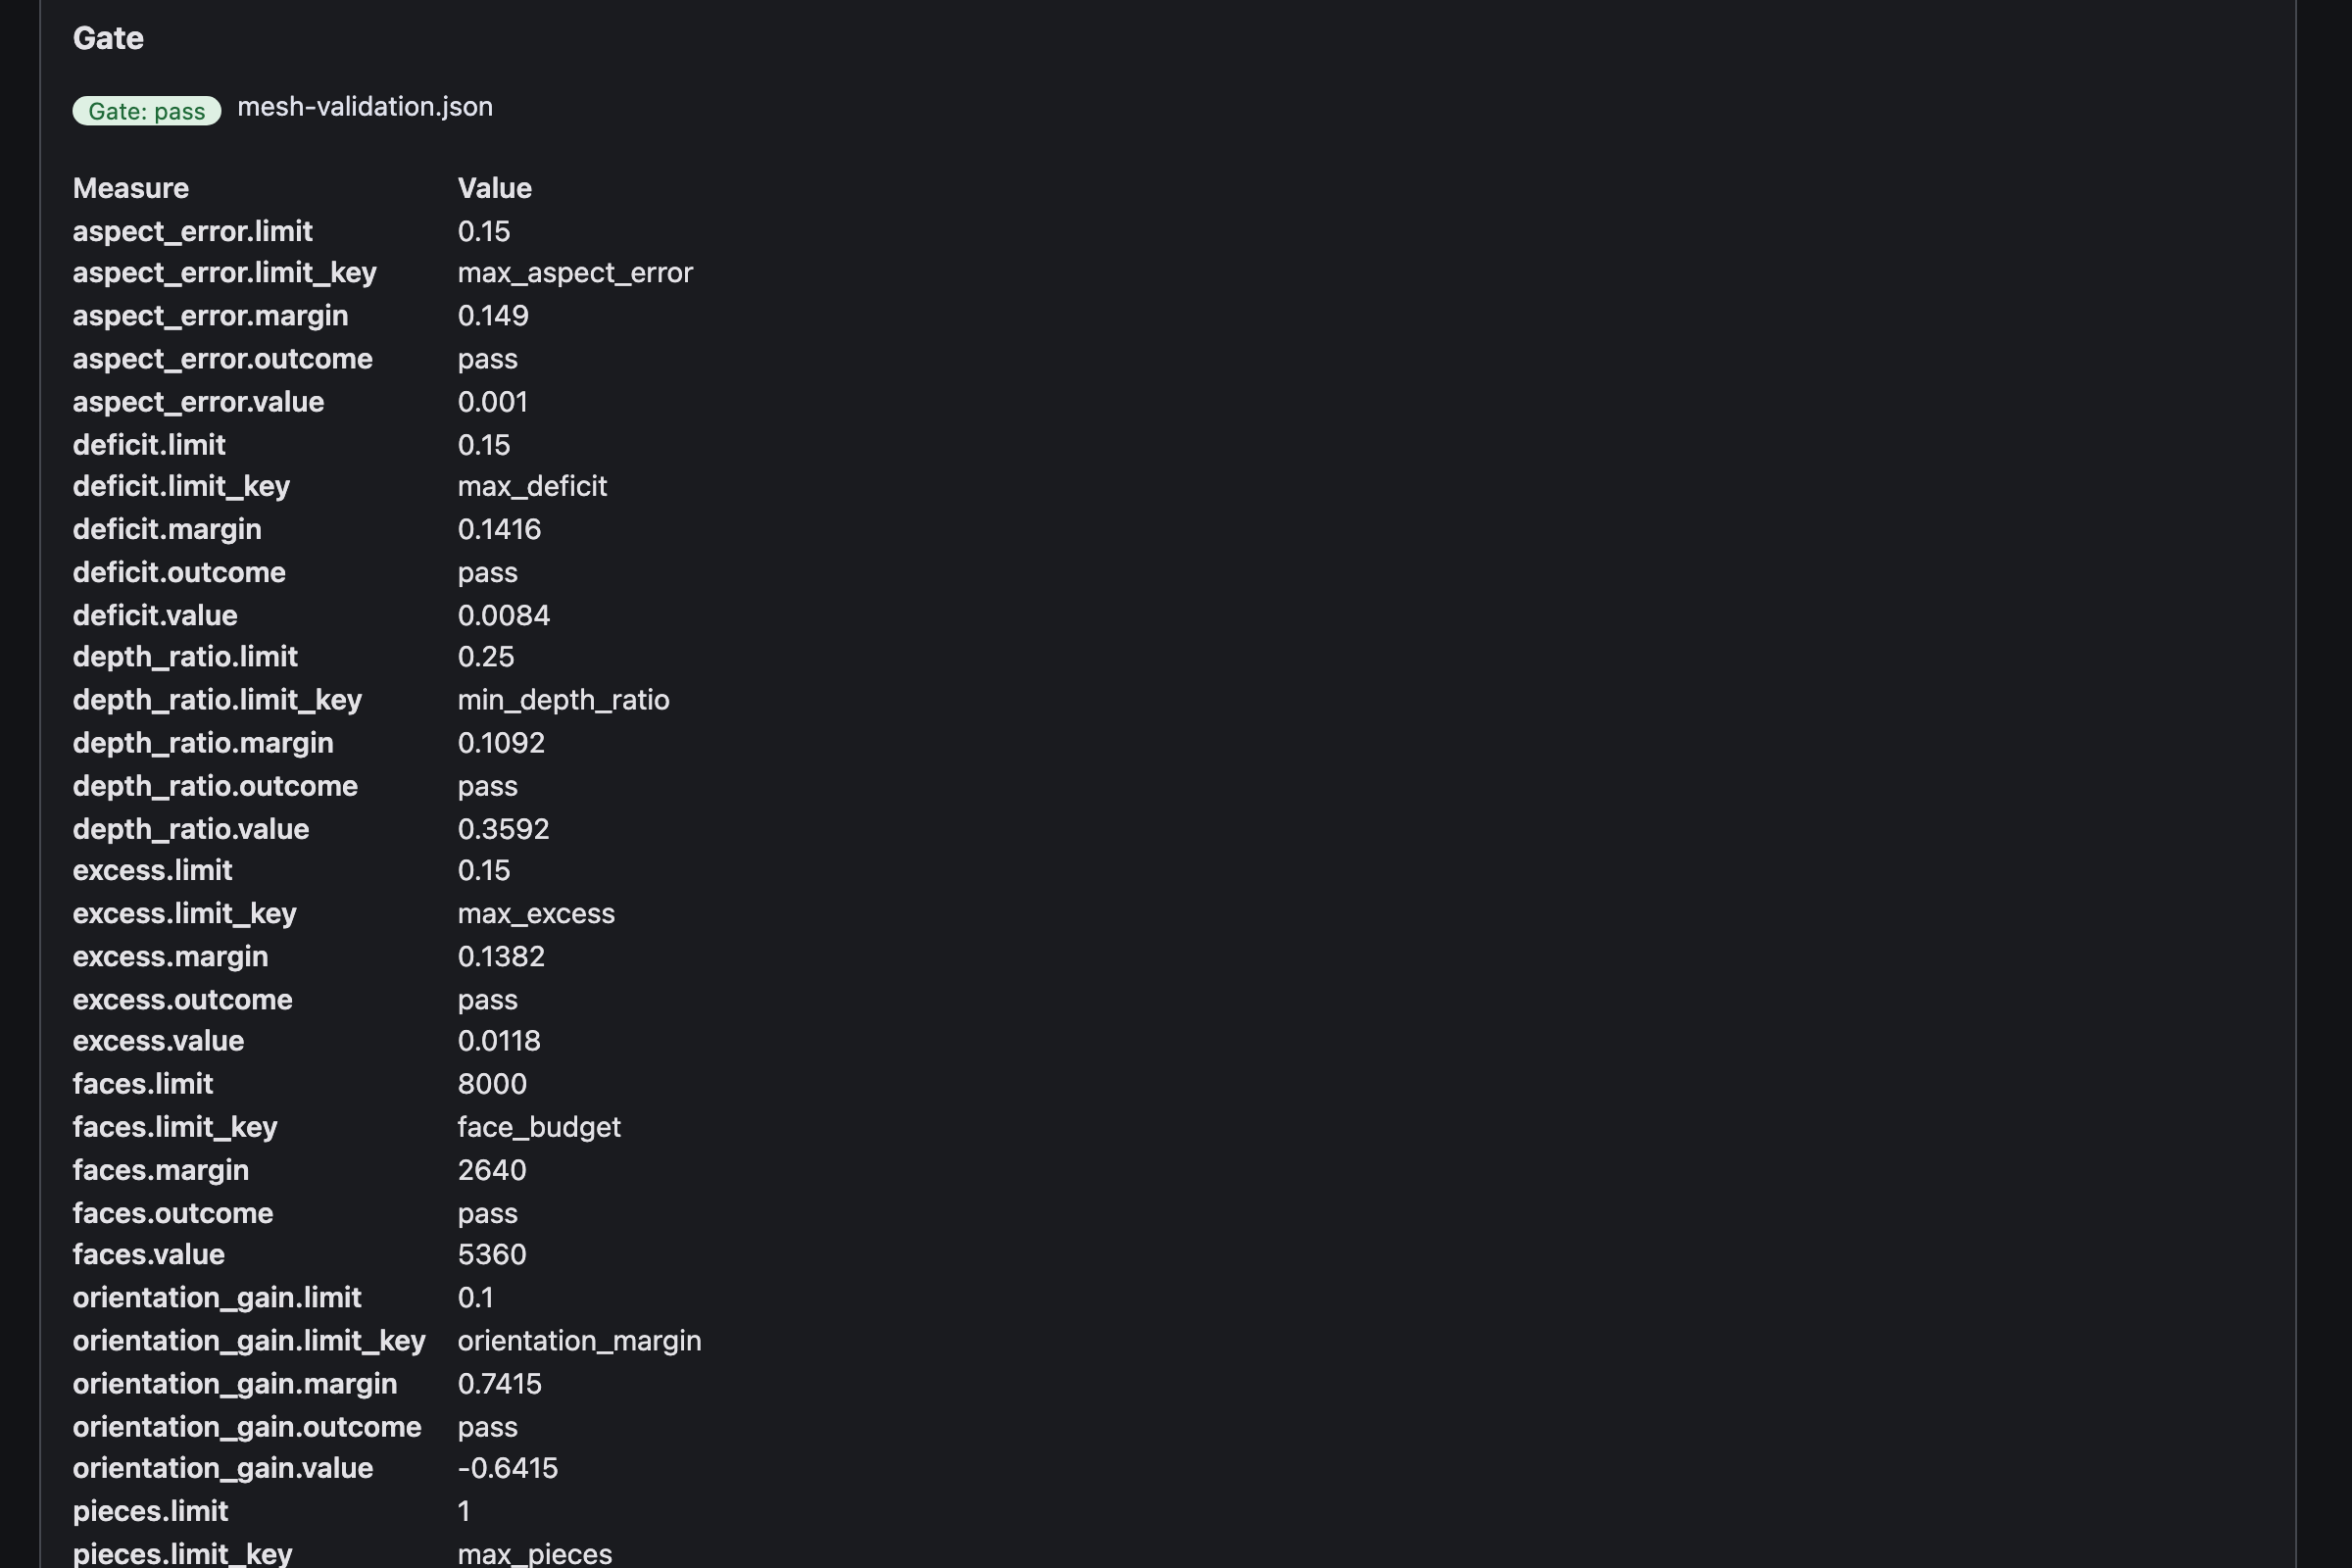 Gate
Gate: pass mesh-validation.json
Measure Value
aspect_error.limit 0.15
aspect_error.limit_key max_aspect_error
aspect_error.margin 0.149
aspect_error.outcome pass
aspect_error.value 0.001
deficit.limit 0.15
deficit.limit_key max_deficit
deficit.margin 0.1416
deficit.outcome pass
deficit.value 0.0084
depth_ratio.limit 0.25
depth_ratio.limit_key min_depth_ratio
depth_ratio.margin 0.1092
depth_ratio.outcome pass
depth_ratio.value 0.3592
excess.limit 0.15
excess.limit_key max_excess
excess.margin 0.1382
excess.outcome pass
excess.value 0.0118
faces.limit 8000
faces.limit_key face_budget
faces.margin 2640
faces.outcome pass
faces.value 5360
orientation_gain.limit 0.1
orientation_gain.limit_key orientation_margin
orientation_gain.margin 0.7415
orientation_gain.outcome pass
orientation_gain.value -0.6415
pieces.limit 1
pieces.limit_key max_pieces